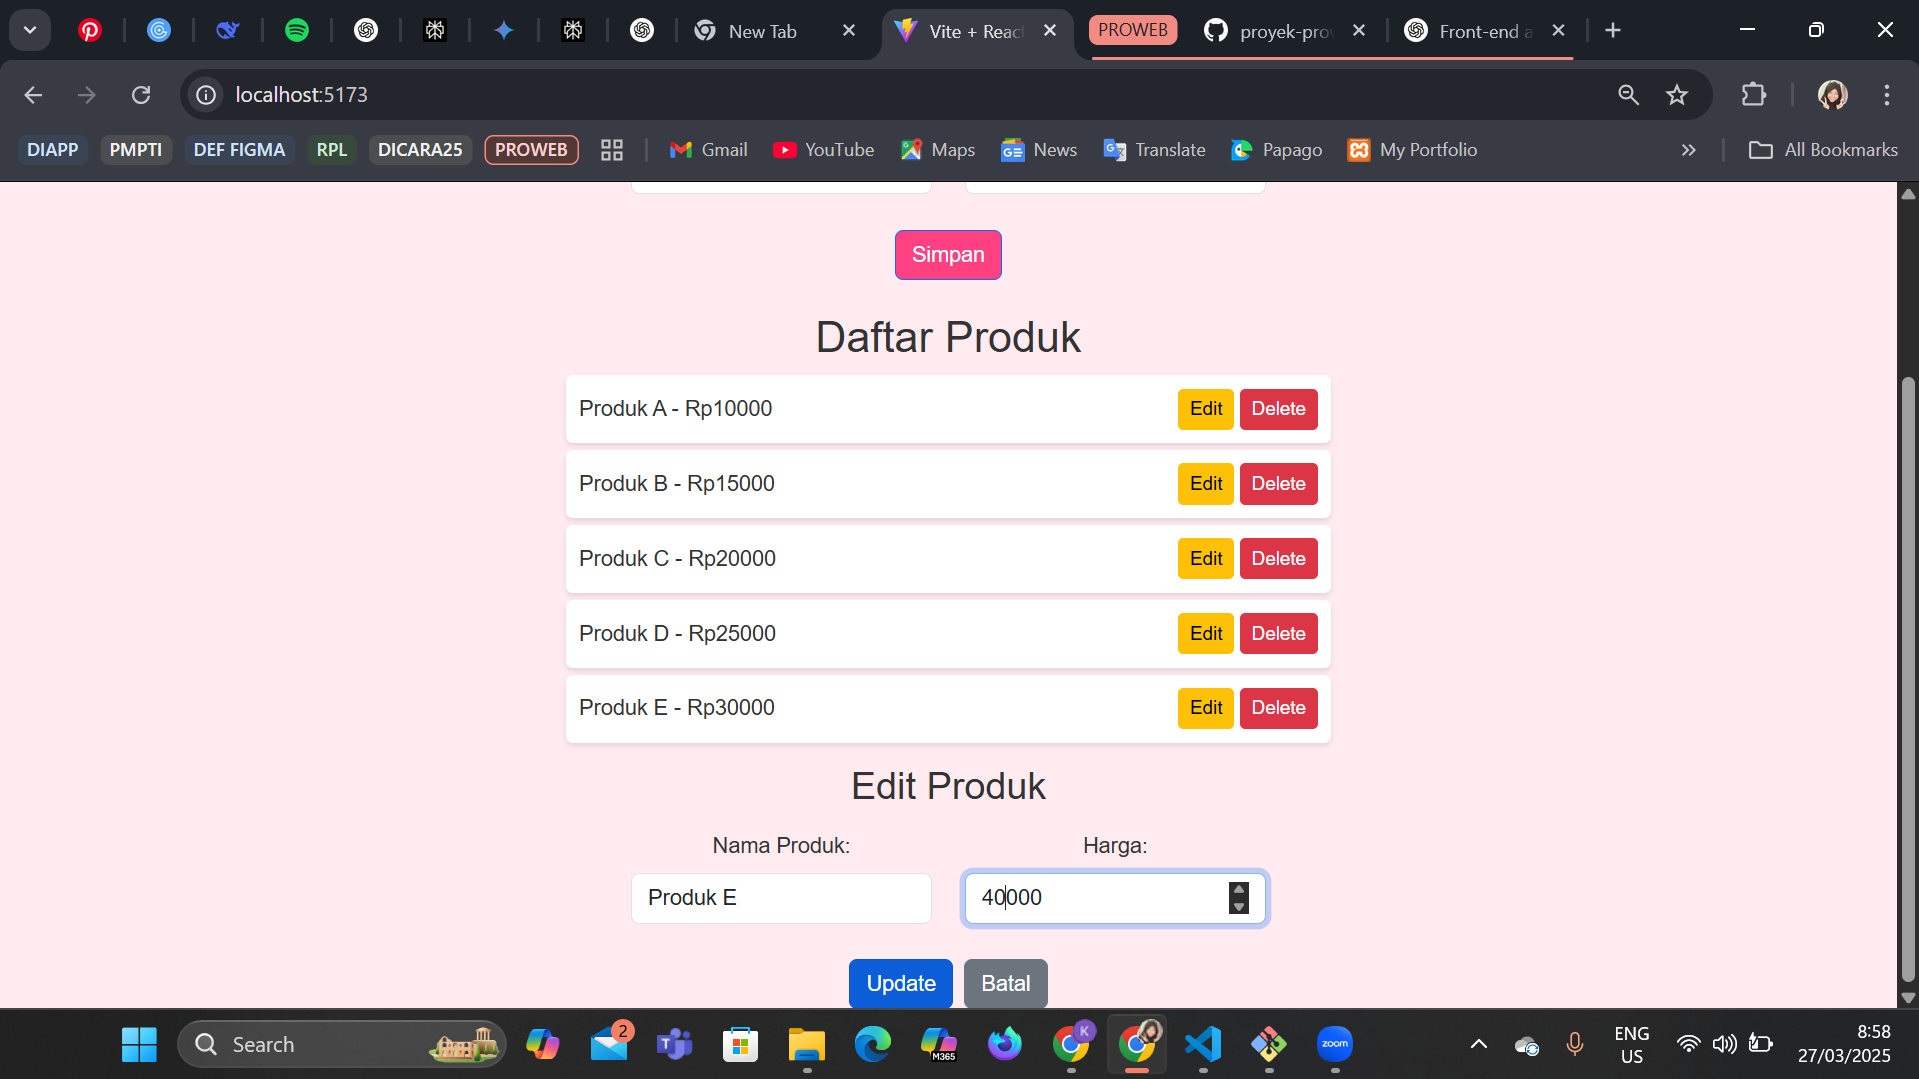 New Tab
Vite + Reac
PROWEB
proyek-prov
Front-end a
localhost:5173
DIAPP
PMPTI
DEF FIGMA
RPL
DICARA25
PROWEB
Gmail
YouTube
Maps
News
Translate
Papago
My Portfolio
All Bookmarks
Simpan
Daftar Produk
Produk A - Rp10000
Edit
Delete
Produk B - Rp15000
Edit
Delete
Produk C - Rp20000
Edit
Delete
Produk D - Rp25000
Edit
Delete
Produk E - Rp30000
Edit
Delete
Edit Produk
Nama Produk:
Harga:
Produk E
40000
Update
Batal
Search
2
M365
K
zoom
ENG
US
8:58
27/03/2025